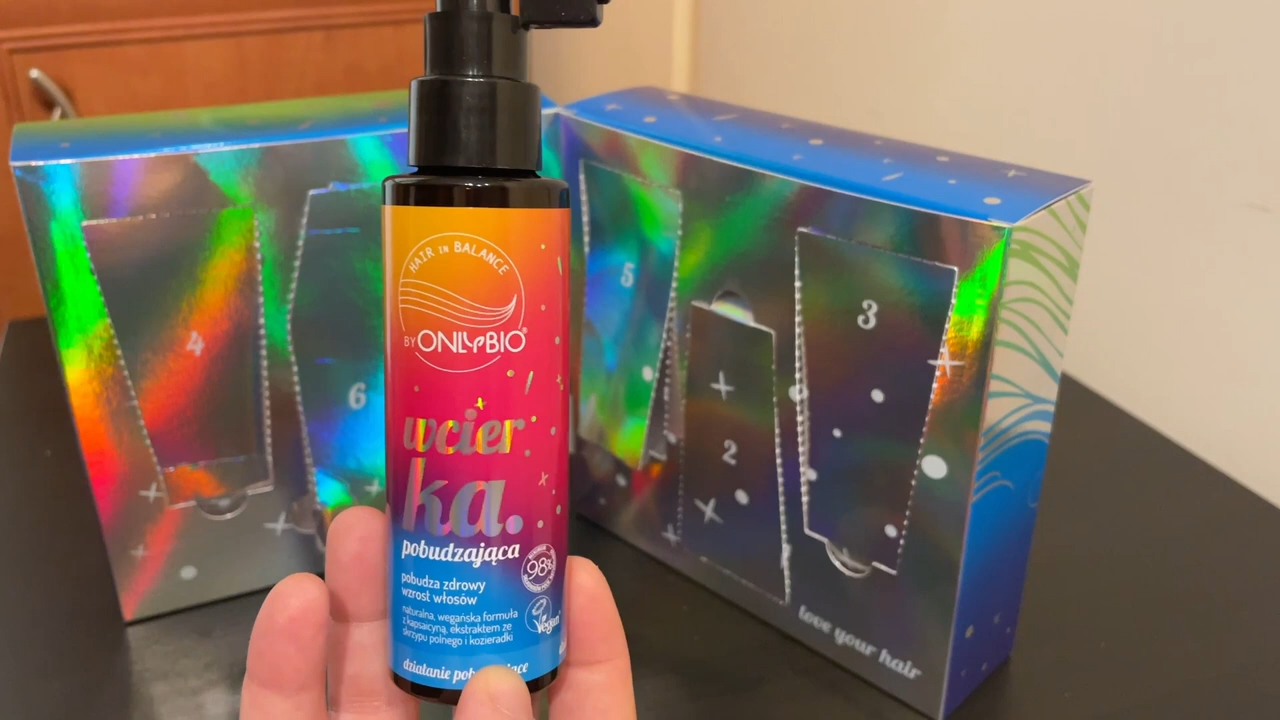 HAIR IN BALANCE
BY ONLYBIO®
wcier
ka.
pobudzająca
pobudza zdrowy
wzrost włosów
naturalna, wegańska formuła
z kapsaicyną, ekstraktem ze
skrzypu polnego i kozieradki
98%
Vegan
działanie
4
6
5
2
3
love your hair